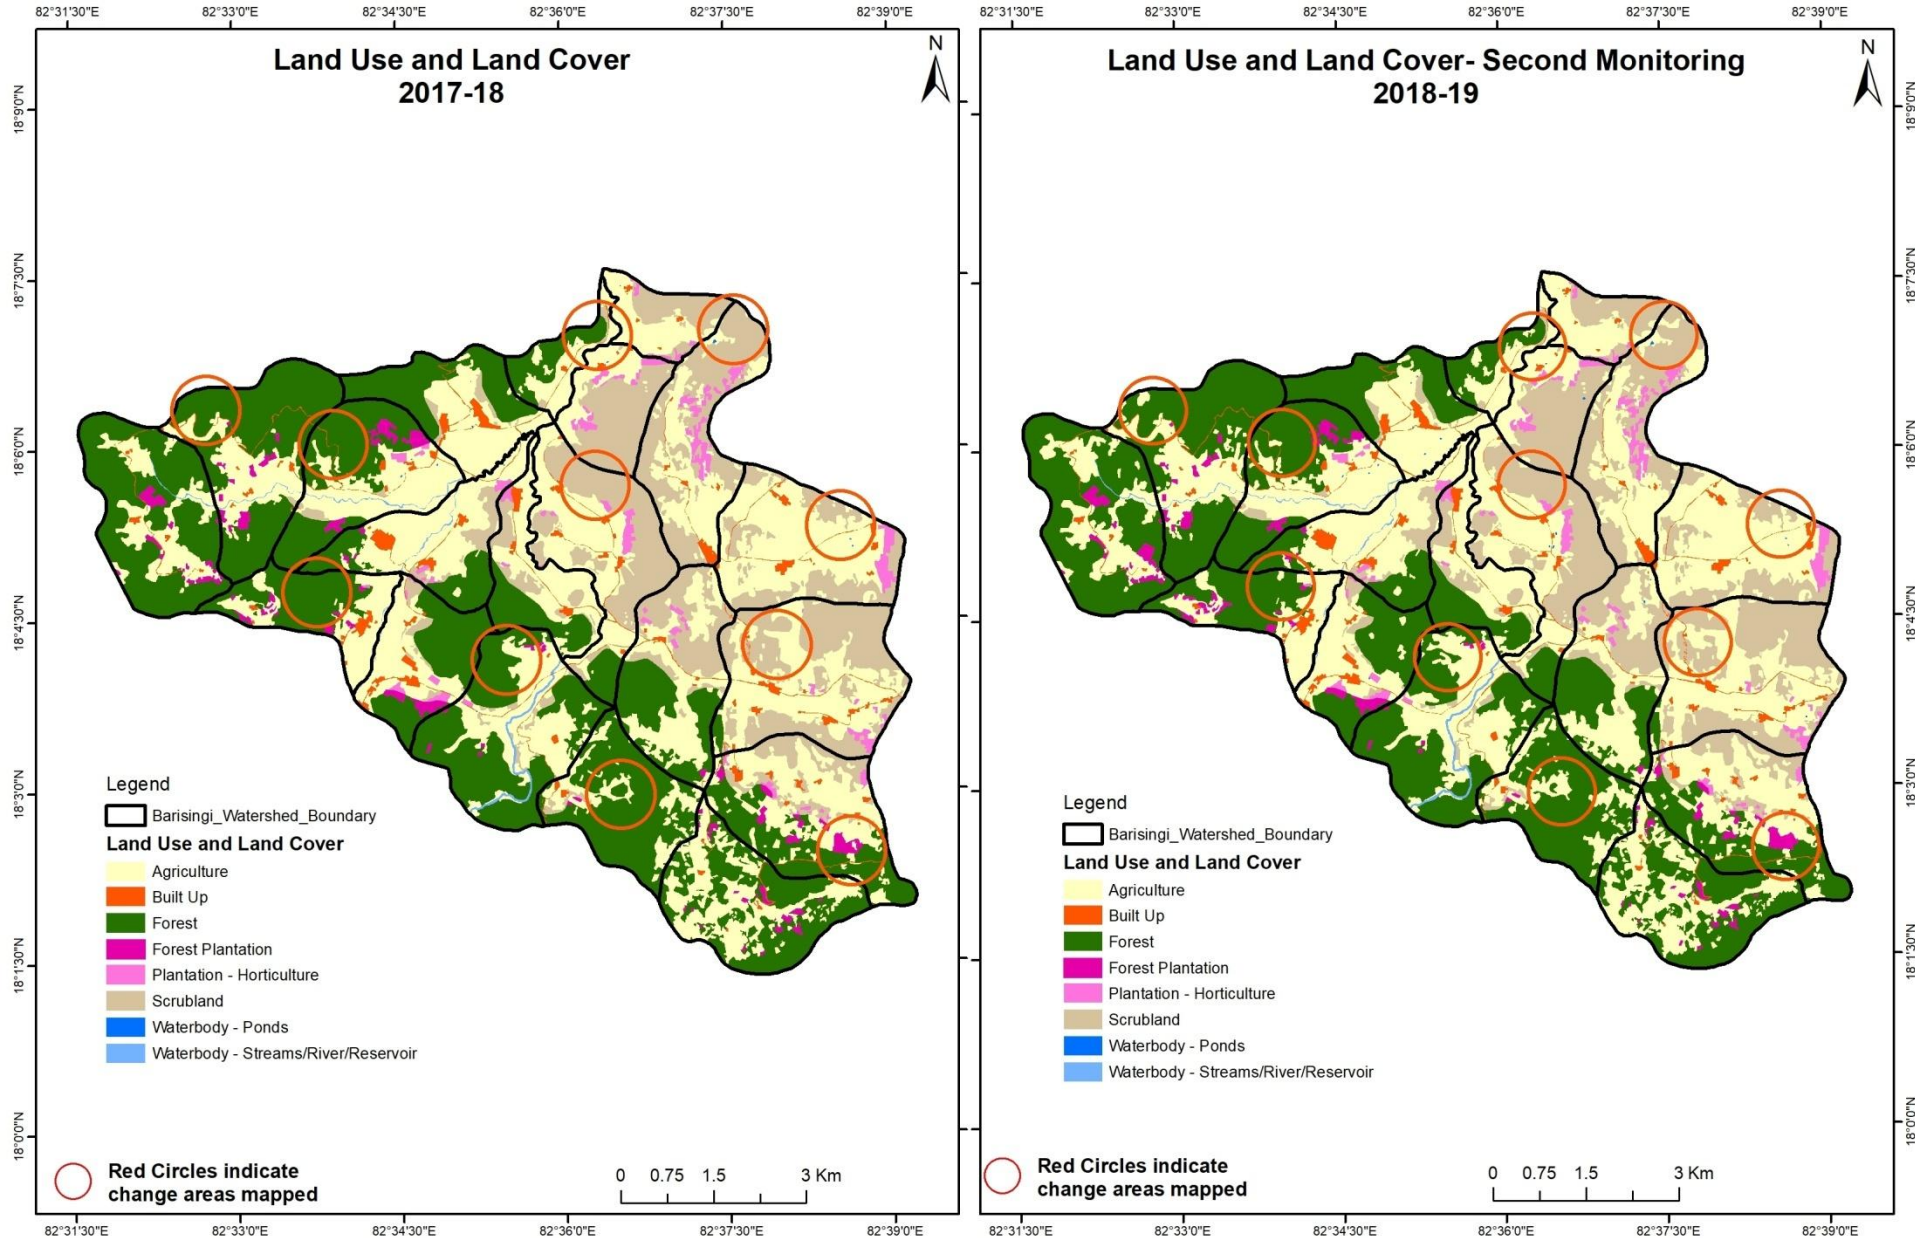 82°31'30"E 82°33'0"E 82°34'30"E 82°36'0"E 82°37'30"E 82°39'0"E
Land Use and Land Cover
2017-18
N
18°9'0"N
18°7'30"N
18°6'0"N
18°4'30"N
18°3'0"N
18°1'30"N
18°0'0"N
Legend
Barisingi_Watershed_Boundary
Land Use and Land Cover
Agriculture
Built Up
Forest
Forest Plantation
Plantation - Horticulture
Scrubland
Waterbody - Ponds
Waterbody - Streams/River/Reservoir
Red Circles indicate
change areas mapped
0 0.75 1.5 3 Km
82°31'30"E 82°33'0"E 82°34'30"E 82°36'0"E 82°37'30"E 82°39'0"E
82°31'30"E 82°33'0"E 82°34'30"E 82°36'0"E 82°37'30"E 82°39'0"E
Land Use and Land Cover- Second Monitoring
2018-19
N
18°9'0"N
18°7'30"N
18°6'0"N
18°4'30"N
18°3'0"N
18°1'30"N
18°0'0"N
Legend
Barisingi_Watershed_Boundary
Land Use and Land Cover
Agriculture
Built Up
Forest
Forest Plantation
Plantation - Horticulture
Scrubland
Waterbody - Ponds
Waterbody - Streams/River/Reservoir
Red Circles indicate
change areas mapped
0 0.75 1.5 3 Km
82°31'30"E 82°33'0"E 82°34'30"E 82°36'0"E 82°37'30"E 82°39'0"E